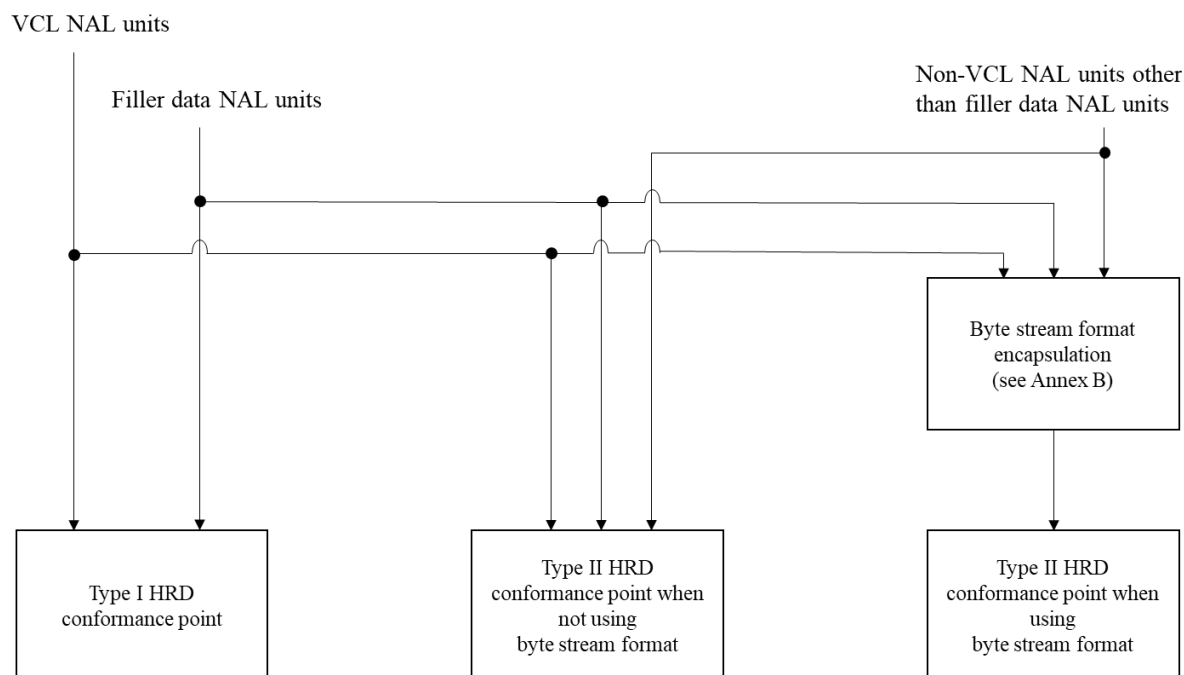 VCL NAL units
Filler data NAL units
Non-VCL NAL units other
than filler data NAL units
Byte stream format
encapsulation
(see Annex B)
Type I HRD
conformance point
Type II HRD
conformance point when
not using
byte stream format
Type II HRD
conformance point when
using
byte stream format